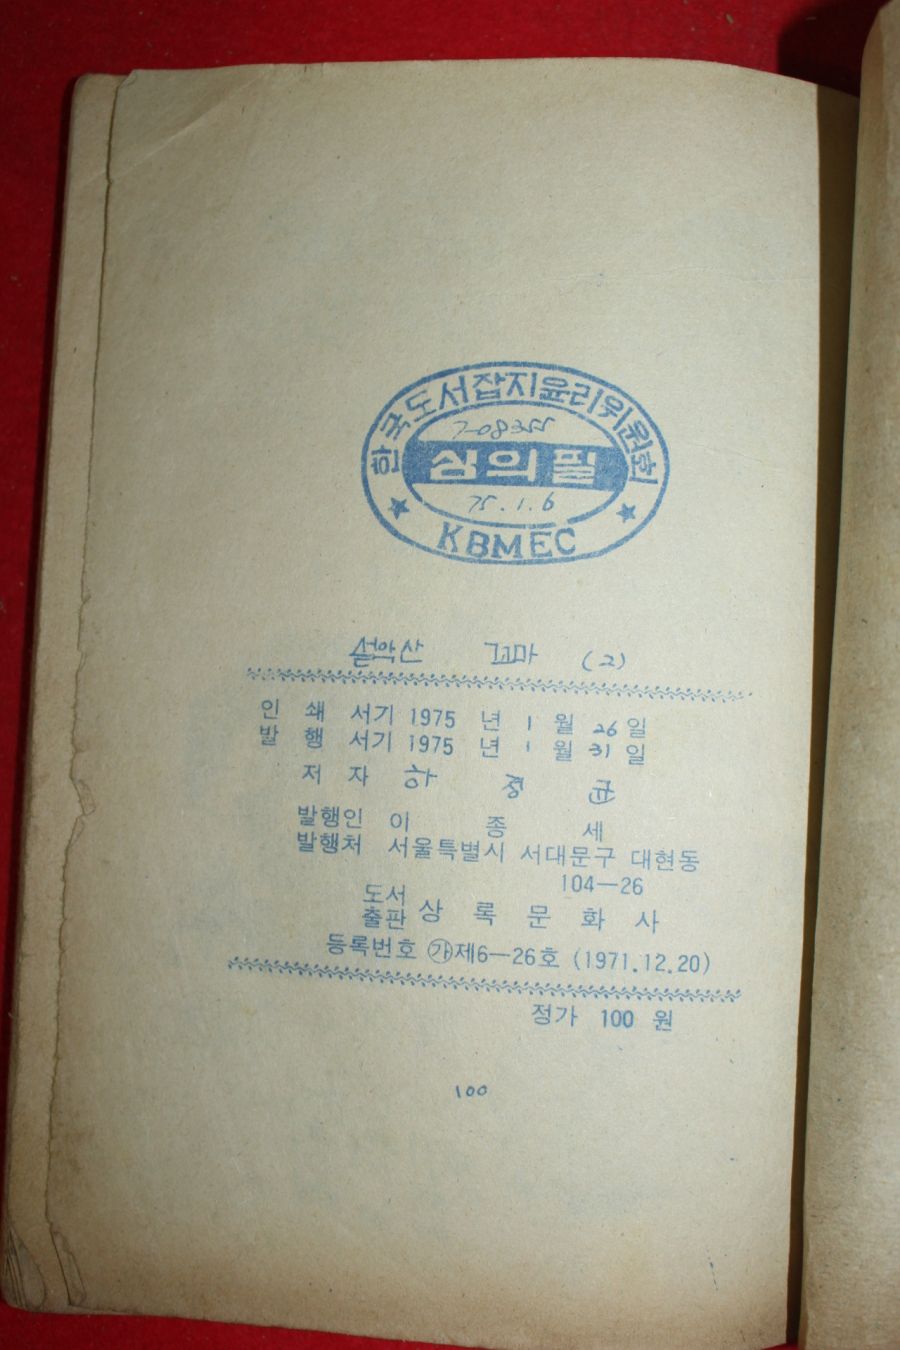 한국도서잡지윤리위원회
7-08355
심의필
75.1.6
KBMEC
설악산 꼬마 (2)
인 쇄 서기 1975 년 1 월 26 일
발 행 서기 1975 년 1 월 31 일
저 자 하 정 균
발행인 이 종 세
발행처 서울특별시 서대문구 대현동
104-26
도서
출판 상 록 문 화 사
등록번호 ㉮제6-26호 (1971.12.20)
정가 100 원
100